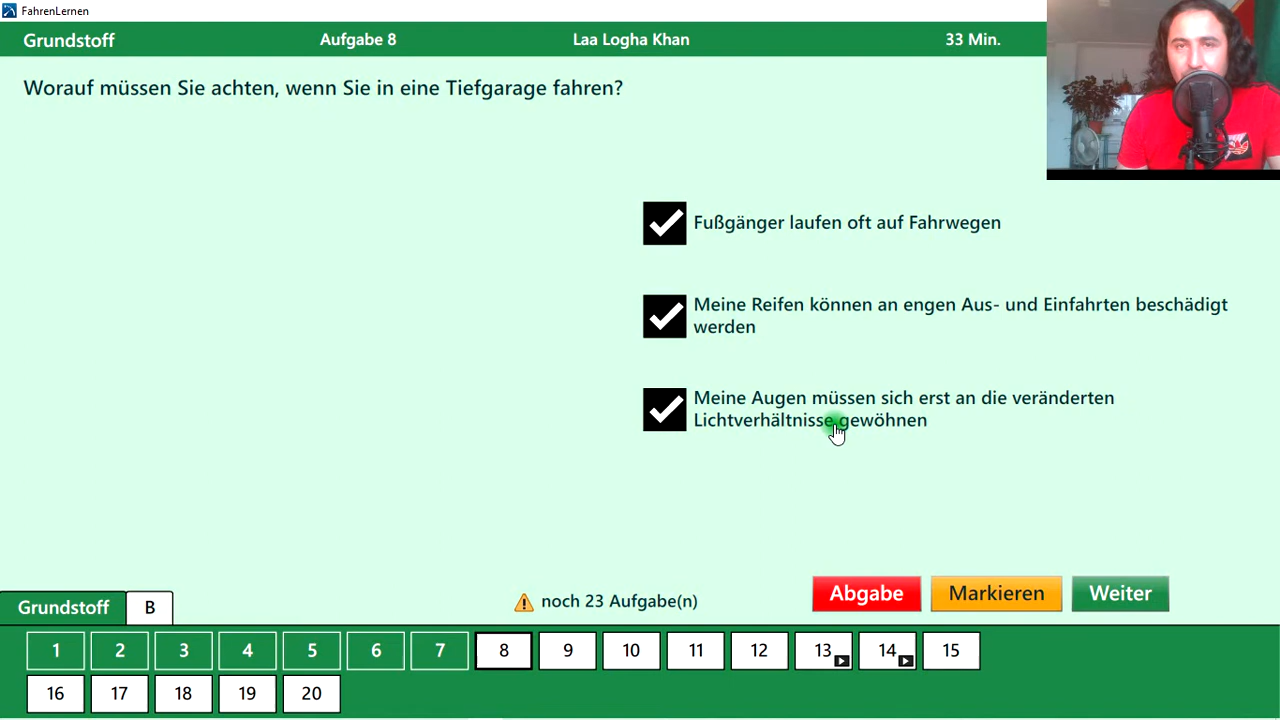 FahrenLernen
Grundstoff
Aufgabe 8
Laa Logha Khan
33 Min.
Worauf müssen Sie achten, wenn Sie in eine Tiefgarage fahren?
Fußgänger laufen oft auf Fahrwegen
Meine Reifen können an engen Aus- und Einfahrten beschädigt
werden
Meine Augen müssen sich erst an die veränderten
Lichtverhältnisse gewöhnen
Grundstoff
B
noch 23 Aufgabe(n)
Abgabe
Markieren
Weiter
1 2 3 4 5 6 7 8 9 10 11 12 13 14 15
16 17 18 19 20